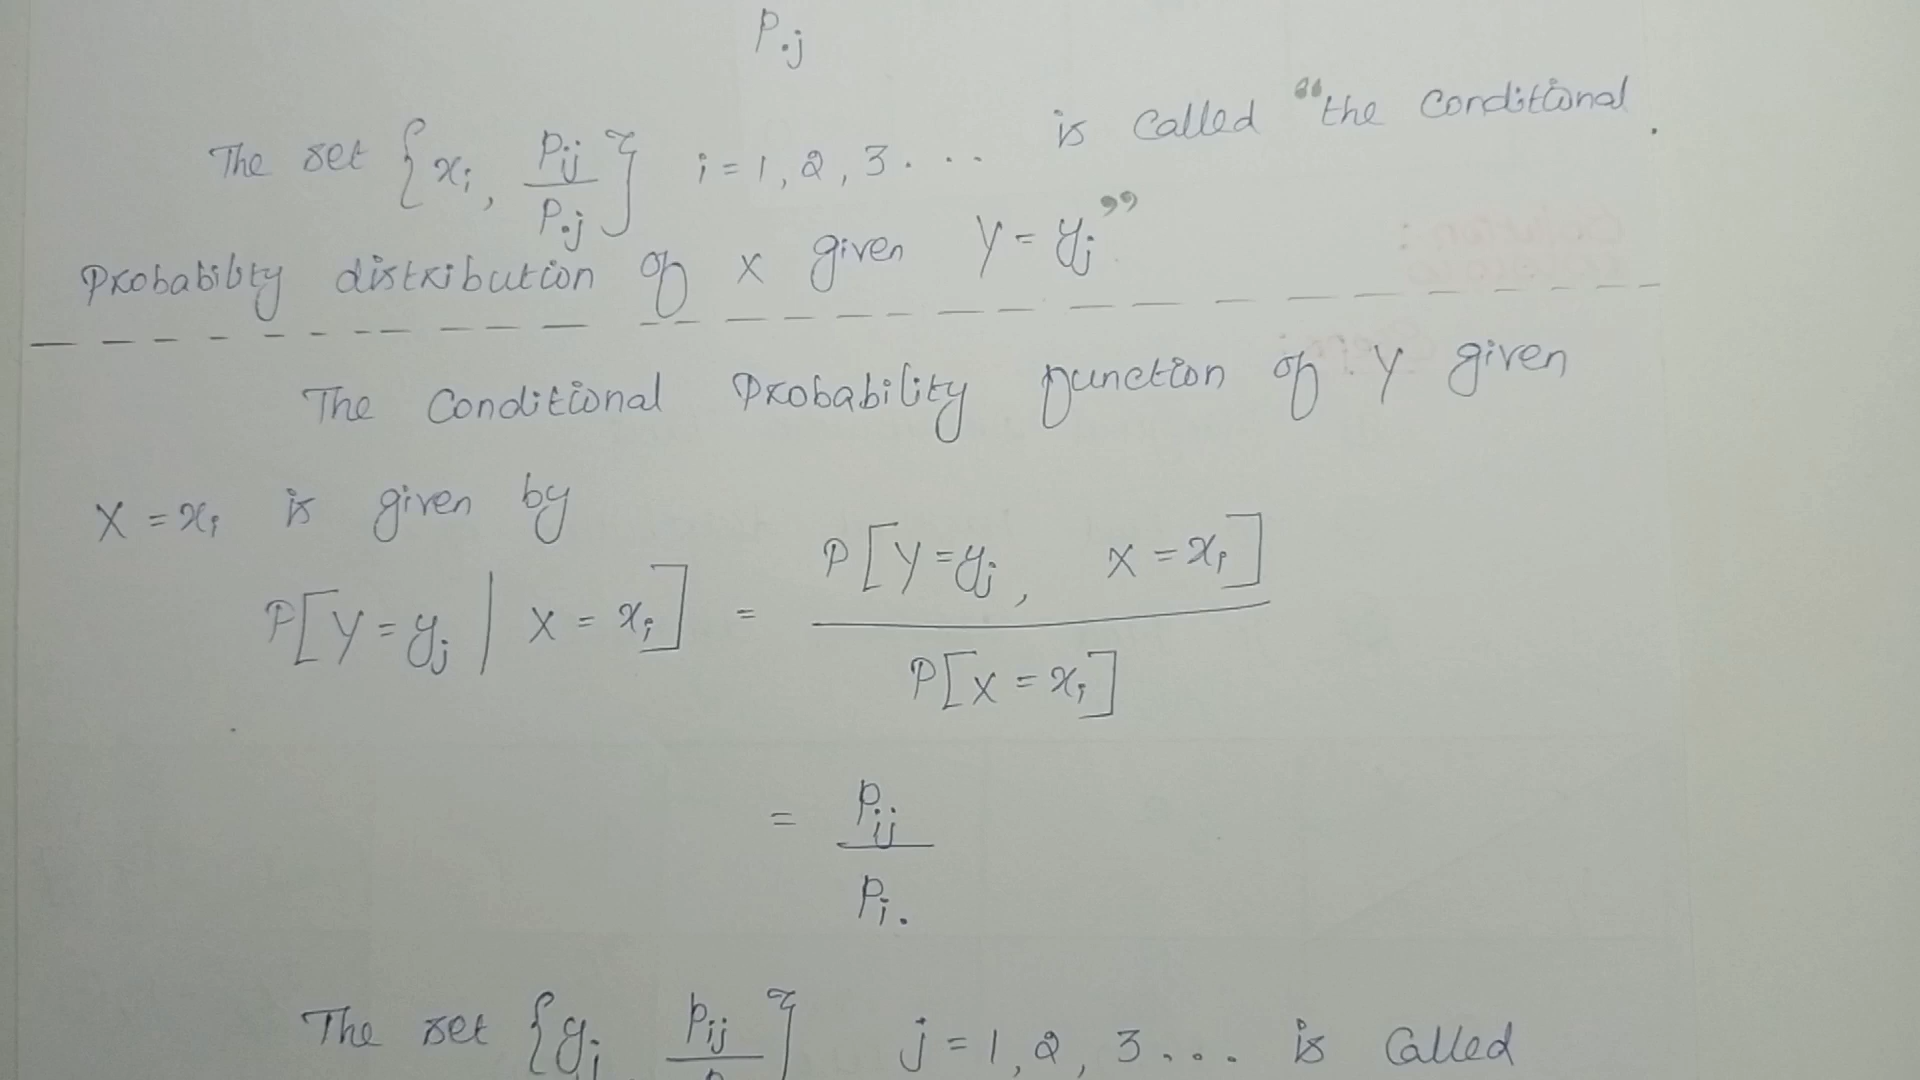 P.j
The set {xi, Pij/P.j} i = 1, 2, 3 . . . is called "the Conditional
Probability distribution of X given Y = yj"
The Conditional Probability function of Y given
X = xi is given by
P[Y = yj | X = xi] = P[Y = yj, X = xi] / P[X = xi]
= Pij / Pi.
The set {yj Pij/ } j = 1, 2, 3 . . . is Called